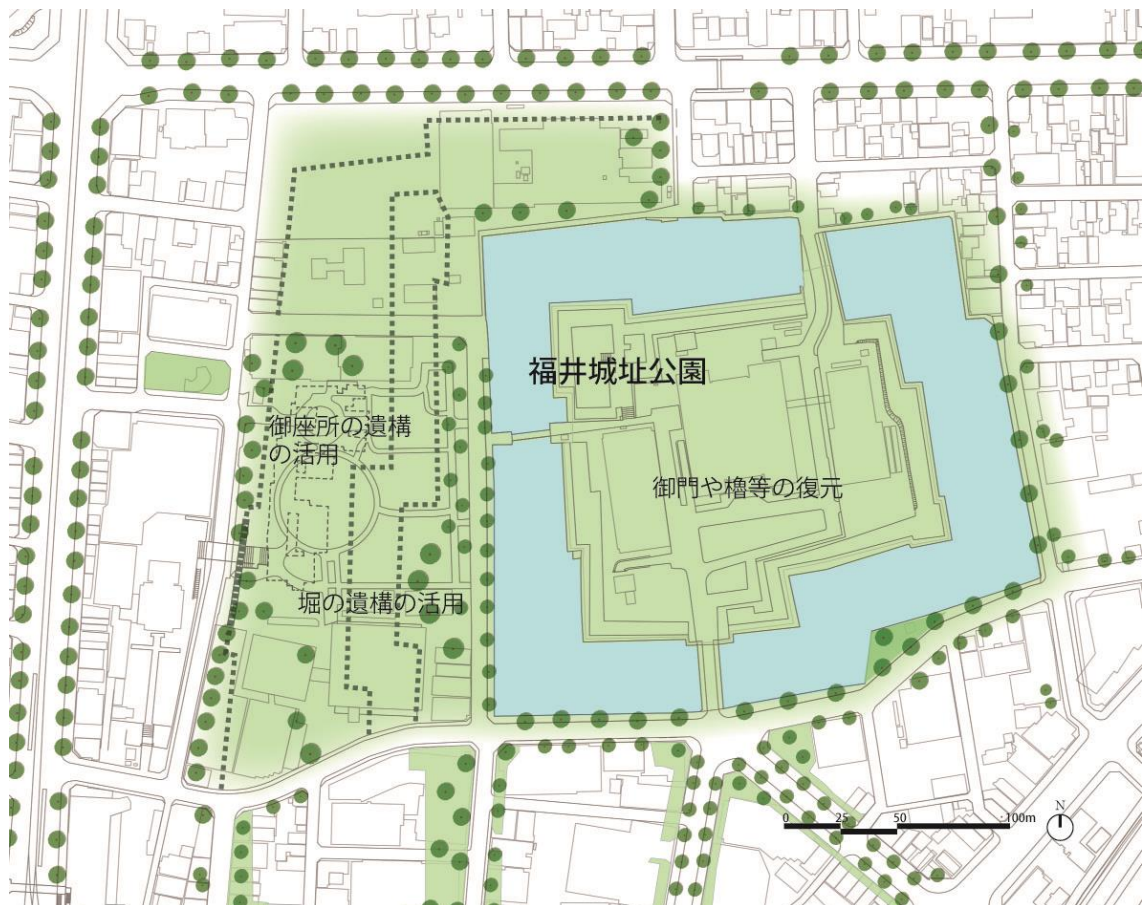 福井城址公園
御座所の遺構
の活用
御門や櫓等の復元
堀の遺構の活用
0 25 50 100m
N